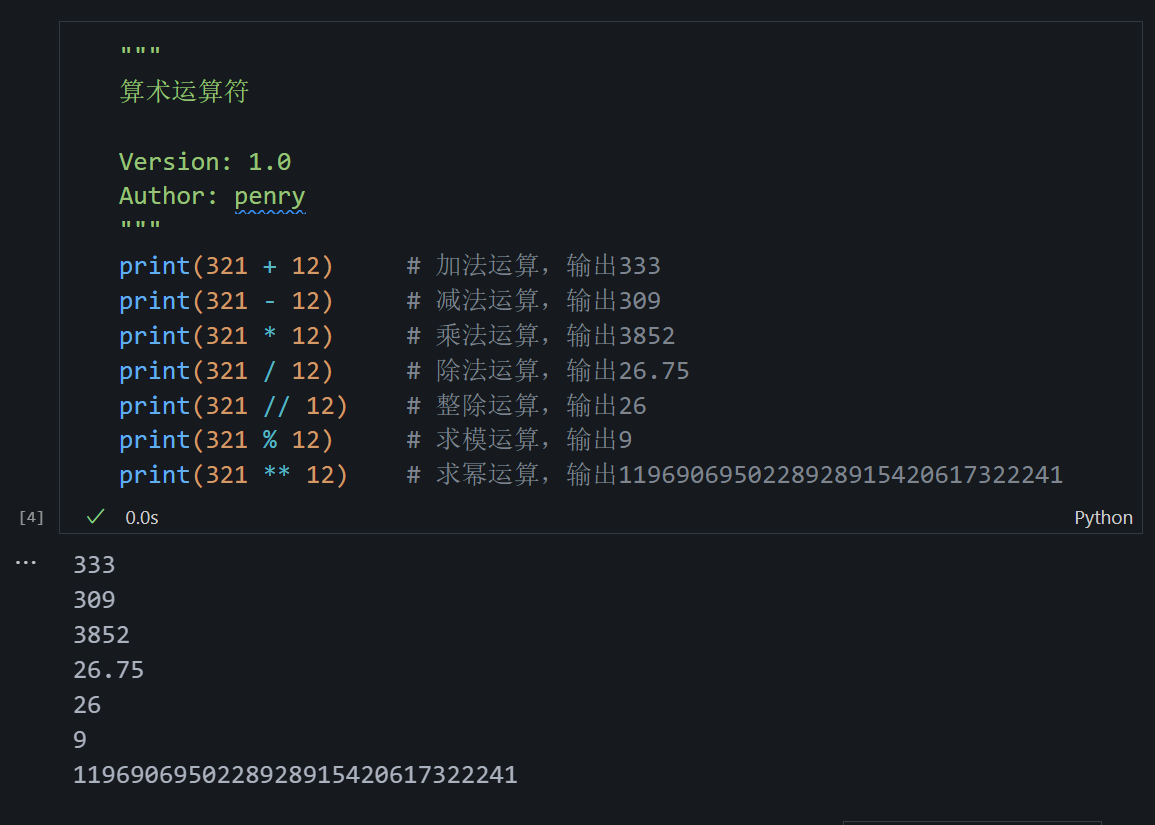 """
算术运算符
Version: 1.0
Author: penry
"""
print(321 + 12)     # 加法运算，输出333
print(321 - 12)     # 减法运算，输出309
print(321 * 12)     # 乘法运算，输出3852
print(321 / 12)     # 除法运算，输出26.75
print(321 // 12)    # 整除运算，输出26
print(321 % 12)     # 求模运算，输出9
print(321 ** 12)    # 求幂运算，输出1196906950228928915420617322241
[4] ✓ 0.0s Python
... 333
309
3852
26.75
26
9
1196906950228928915420617322241